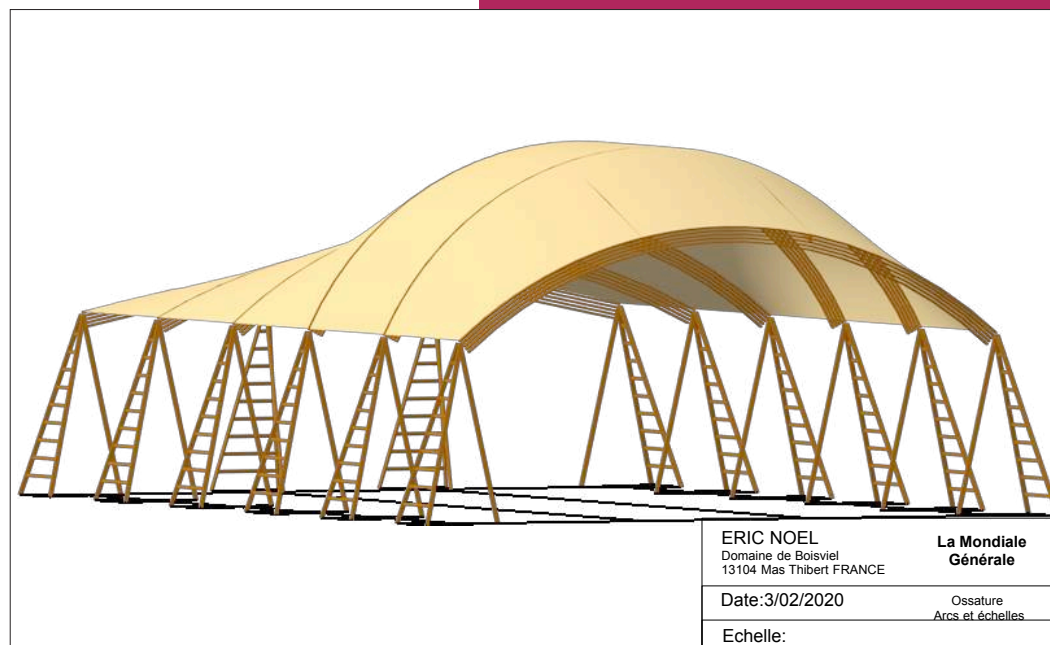 ERIC NOEL
Domaine de Boisviel
13104 Mas Thibert FRANCE
La Mondiale
Générale
Date:3/02/2020
Ossature
Arcs et échelles
Echelle: